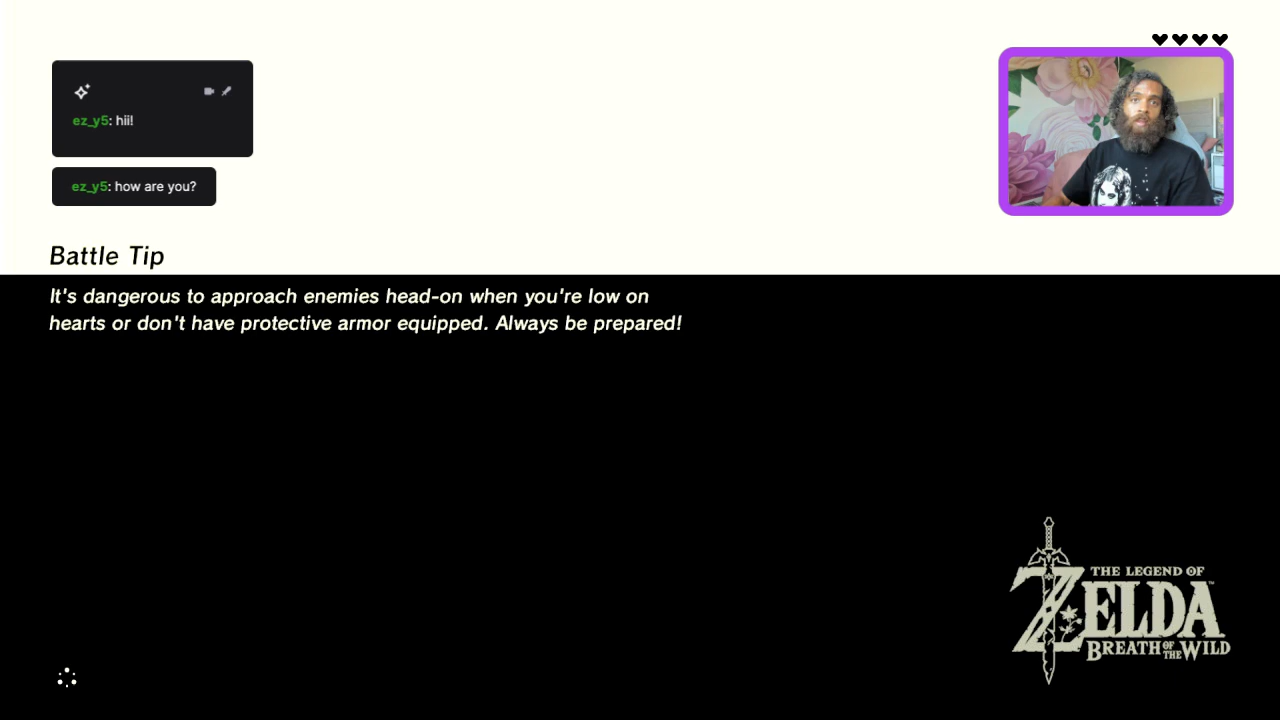 ez_y5: hii!
ez_y5: how are you?
Battle Tip
It's dangerous to approach enemies head-on when you're low on
hearts or don't have protective armor equipped. Always be prepared!
THE LEGEND OF
ZELDA™
BREATH OF THE WILD